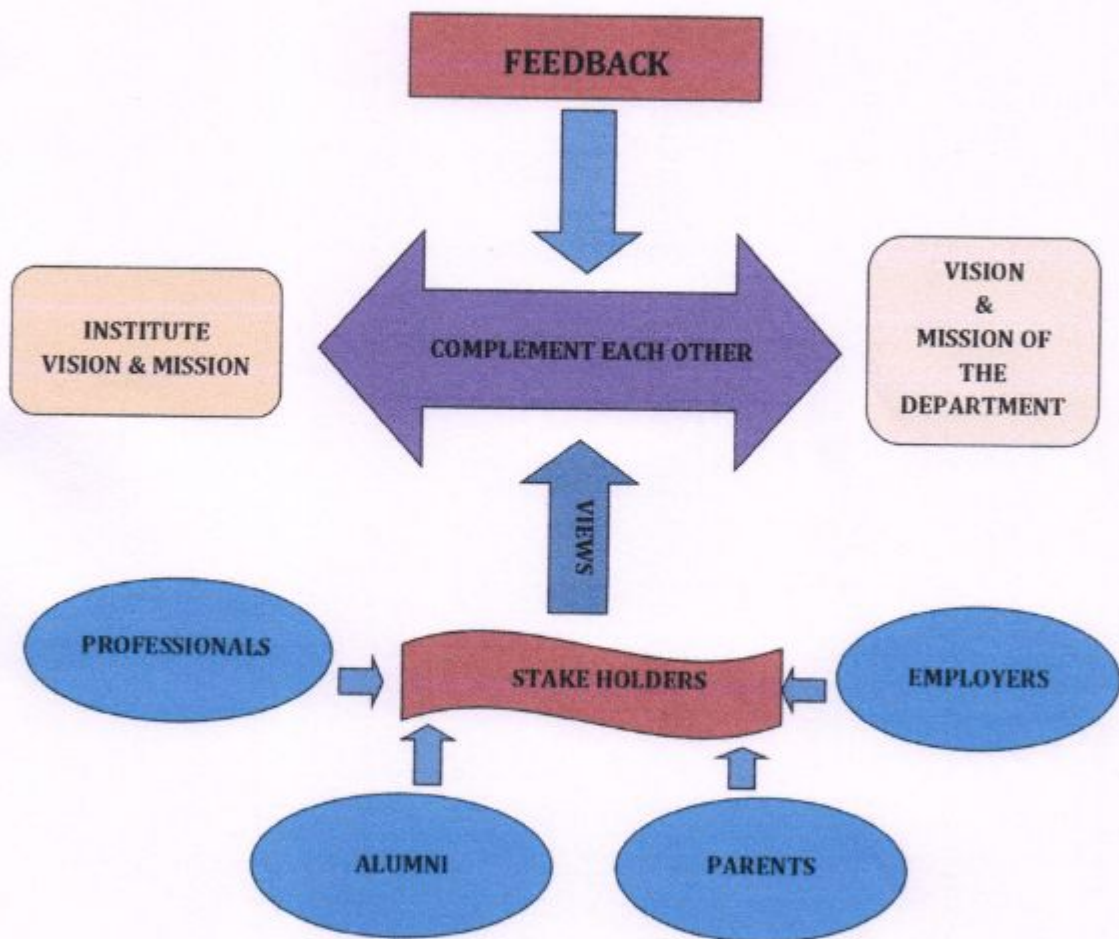 FEEDBACK
INSTITUTE
VISION & MISSION
COMPLEMENT EACH OTHER
VISION
&
MISSION OF
THE
DEPARTMENT
VIEWS
PROFESSIONALS
STAKE HOLDERS
EMPLOYERS
ALUMNI
PARENTS